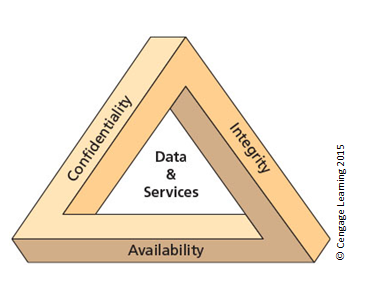 Confidentiality
Integrity
Data
&
Services
Availability
© Cengage Learning 2015